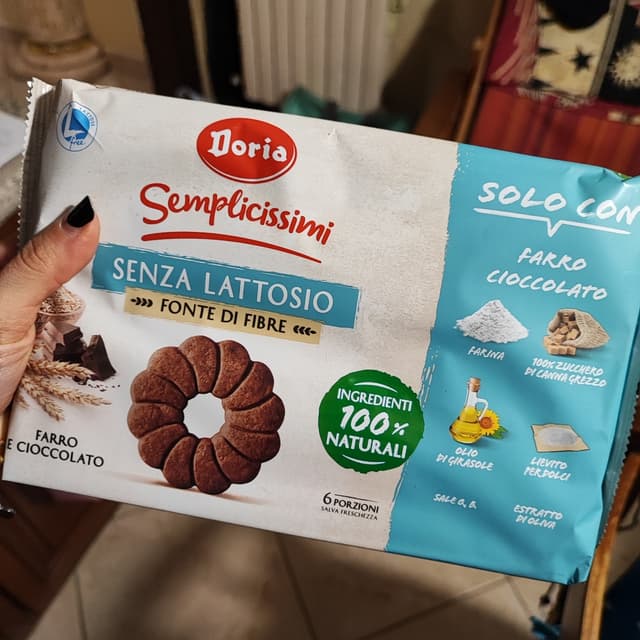 free
Doria
Semplicissimi
SENZA LATTOSIO
FONTE DI FIBRE
FARRO
E CIOCCOLATO
INGREDIENTI
100%
NATURALI
6 PORZIONI
SALVA FRESCHEZZA
SOLO CON
FARRO
CIOCCOLATO
FARINA
100% ZUCCHERO
DI CANNA GREZZO
OLIO
DI GIRASOLE
LIEVITO
PER DOLCI
SALE Q. B.
ESTRATTO
DI OLIVA